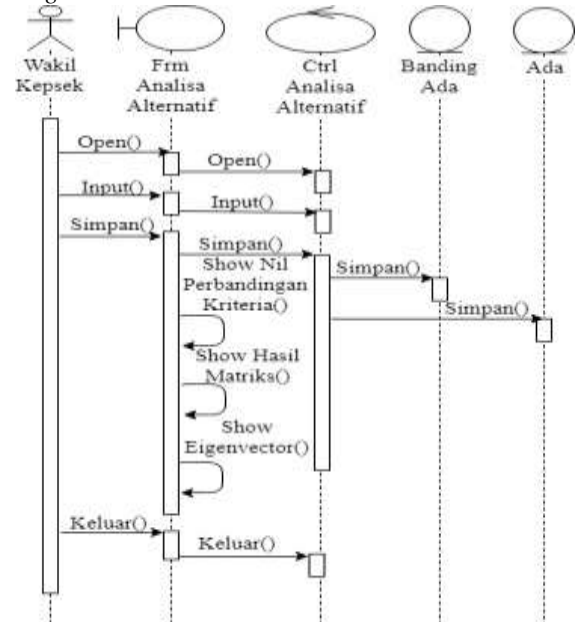 Wakil
Kepsek
Frm
Analisa
Alternatif
Ctrl
Analisa
Alternatif
Banding
Ada
Ada
Open()
Open()
Input()
Input()
Simpan()
Simpan()
Show Nil
Perbandingan
Kriteria()
Simpan()
Simpan()
Show Hasil
Matriks()
Show
Eigenvector()
Keluar()
Keluar()